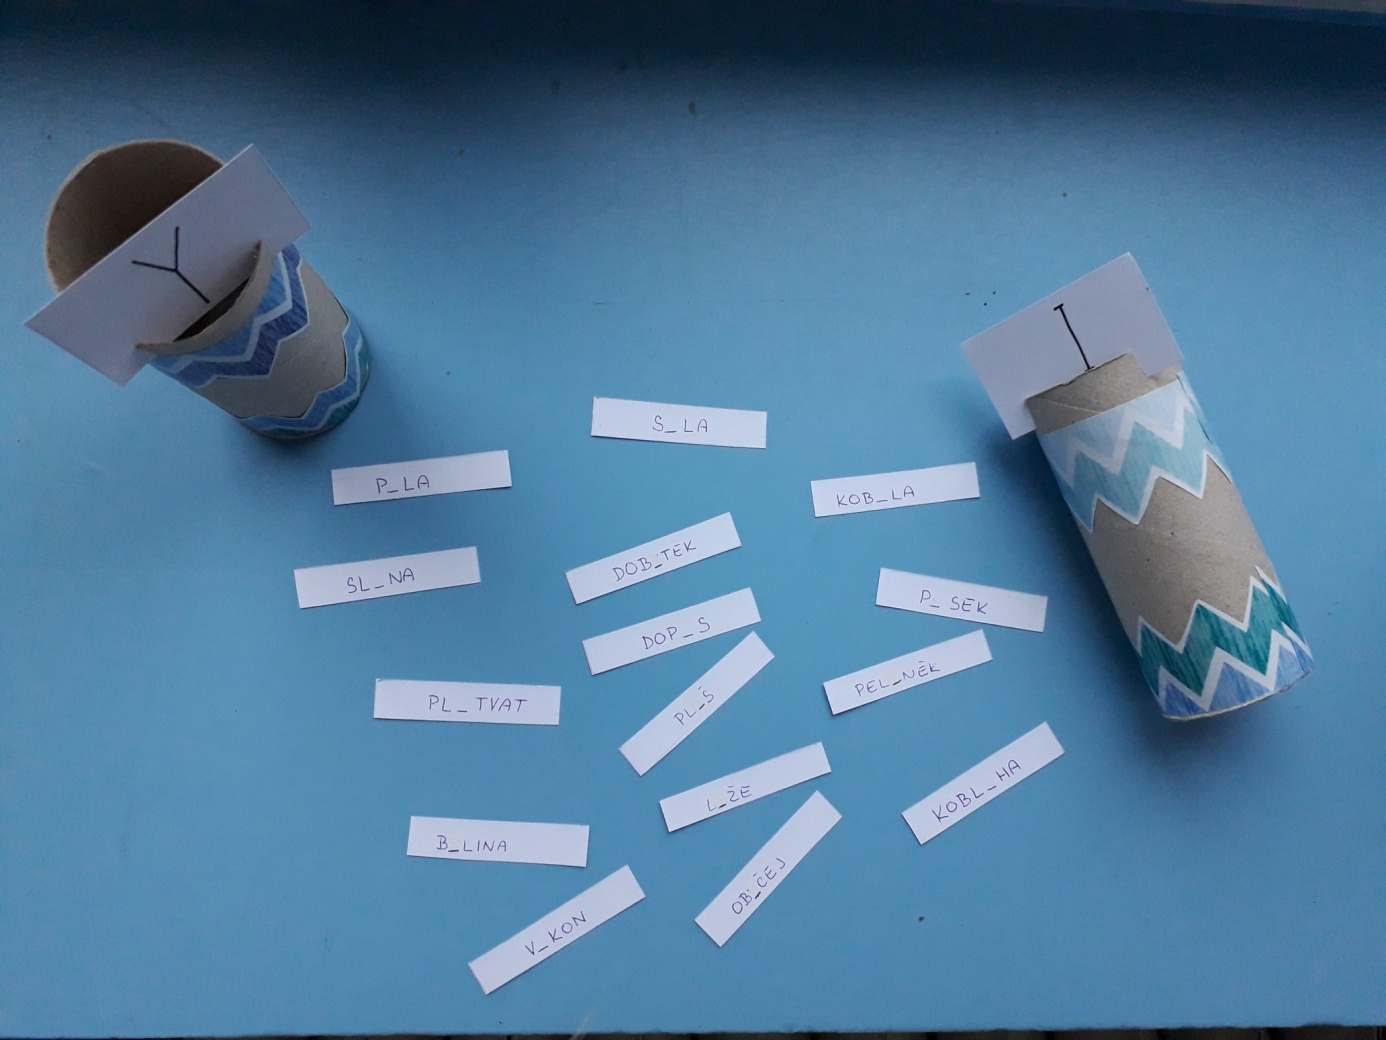 Y
I
S_LA
P_LA
KOB_LA
DOB_TEK
SL_NA
P_SEK
DOP_S
PEL_NĚK
PL_TVAT
PL_Š
L_ŽE
KOBL_HA
B_LINA
OB_ČEJ
V_KON